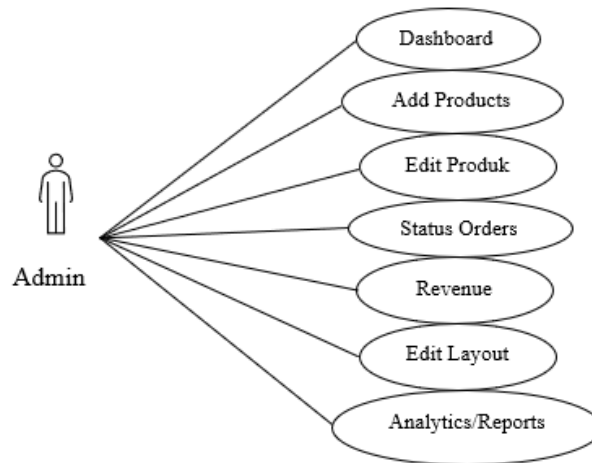 Dashboard
Add Products
Edit Produk
Status Orders
Admin
Revenue
Edit Layout
Analytics/Reports